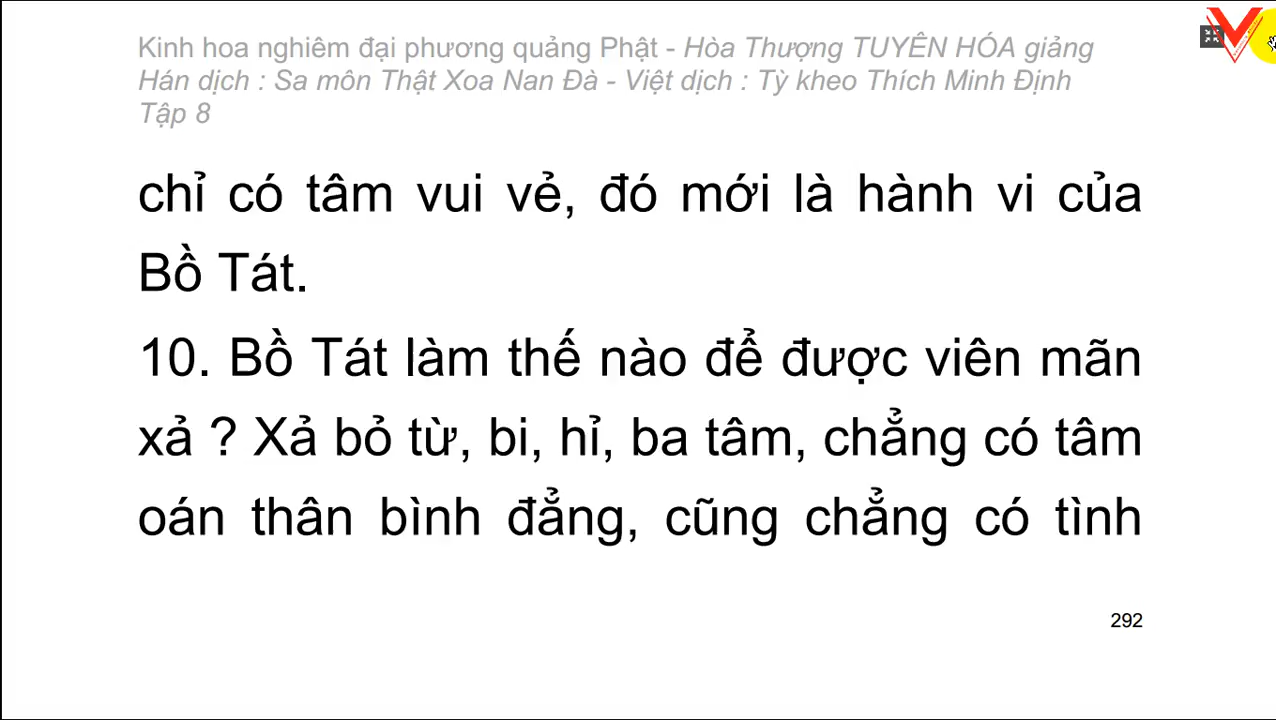 Kinh hoa nghiêm đại phương quảng Phật - Hòa Thượng TUYÊN HÓA giảng
Hán dịch : Sa môn Thật Xoa Nan Đà - Việt dịch : Tỳ kheo Thích Minh Định
Tập 8
chỉ có tâm vui vẻ, đó mới là hành vi của
Bồ Tát.
10. Bồ Tát làm thế nào để được viên mãn
xả ? Xả bỏ từ, bi, hỉ, ba tâm, chẳng có tâm
oán thân bình đẳng, cũng chẳng có tình
292